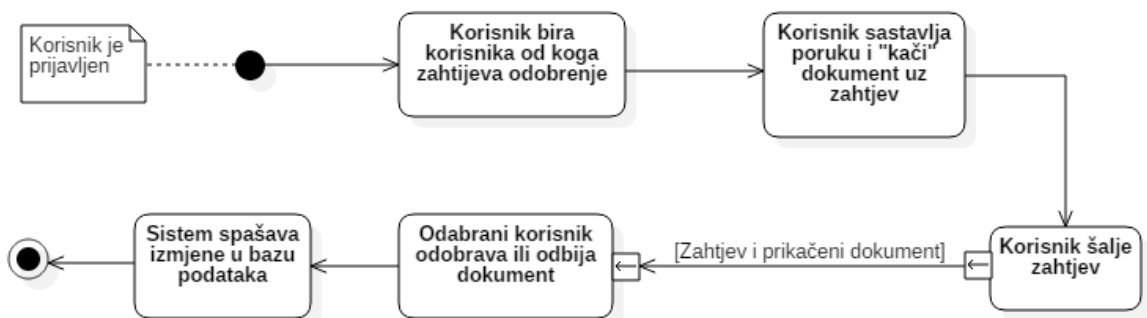 Korisnik je
prijavljen
Korisnik bira
korisnika od koga
zahtijeva odobrenje
Korisnik sastavlja
poruku i "kači"
dokument uz
zahtjev
Korisnik šalje
zahtjev
[Zahtjev i prikačeni dokument]
Odabrani korisnik
odobrava ili odbija
dokument
Sistem spašava
izmjene u bazu
podataka